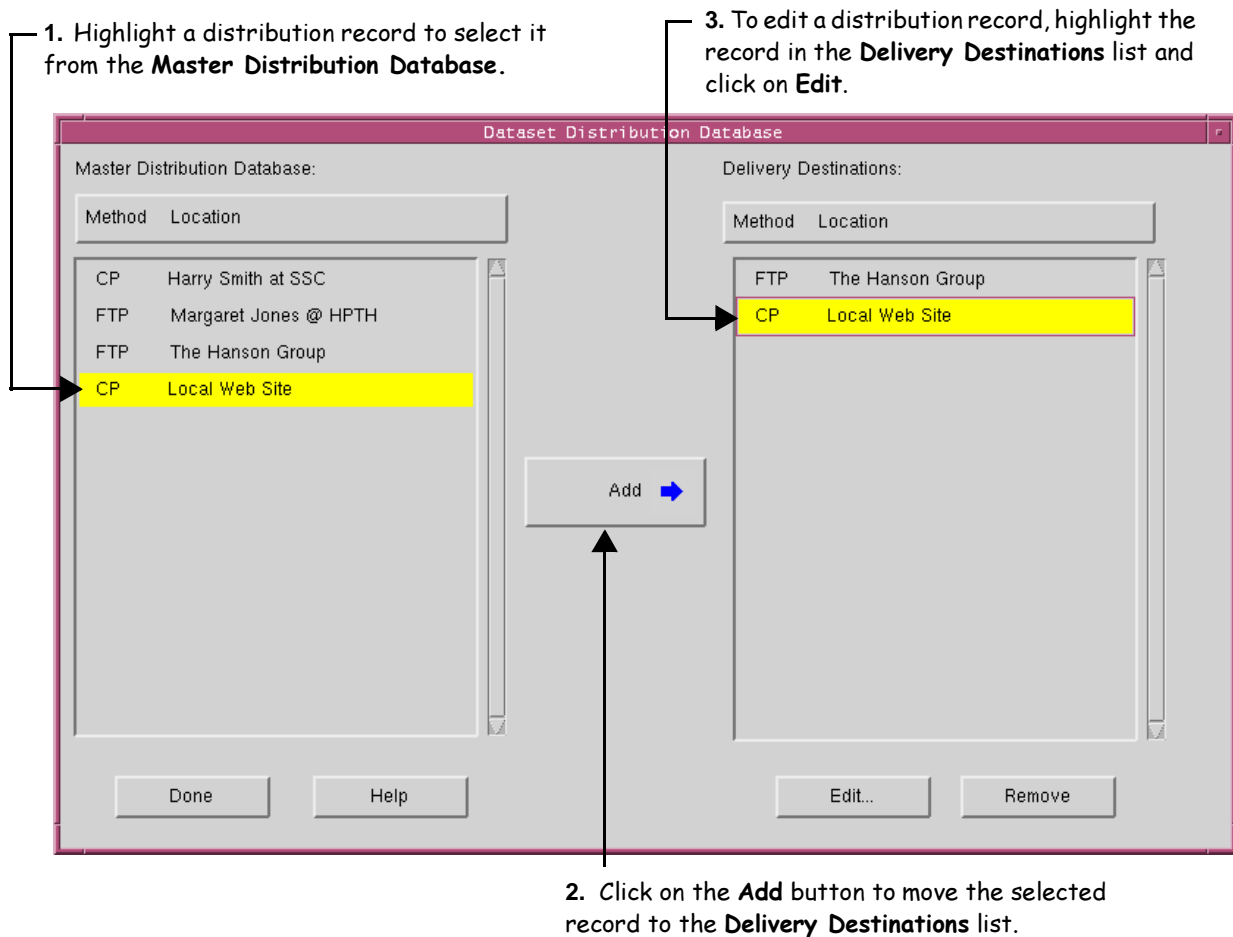 1. Highlight a distribution record to select it
from the Master Distribution Database.
3. To edit a distribution record, highlight the
record in the Delivery Destinations list and
click on Edit.
Dataset Distribution Database
Master Distribution Database:
Method Location
CP Harry Smith at SSC
FTP Margaret Jones @ HPTH
FTP The Hanson Group
CP Local Web Site
Add
Delivery Destinations:
Method Location
FTP The Hanson Group
CP Local Web Site
Done Help
Edit... Remove
2. Click on the Add button to move the selected
record to the Delivery Destinations list.